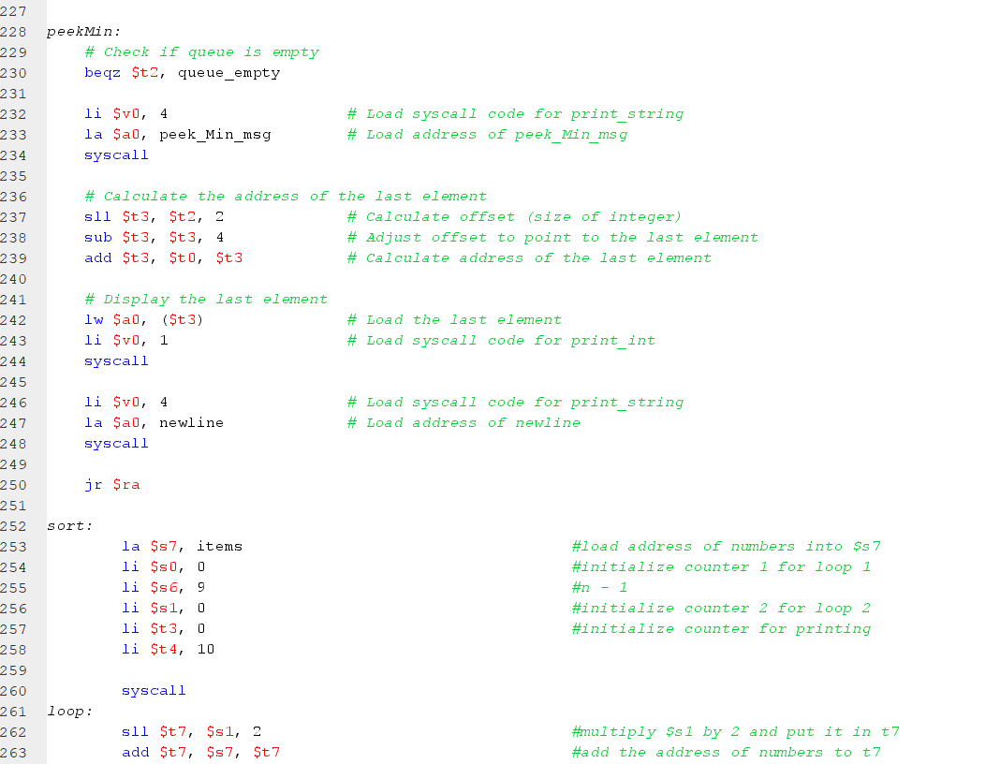 227
228 peekMin:
229 # Check if queue is empty
230 beqz $t2, queue_empty
231
232 li $v0, 4 # Load syscall code for print_string
233 la $a0, peek_Min_msg # Load address of peek_Min_msg
234 syscall
235
236 # Calculate the address of the last element
237 sll $t3, $t2, 2 # Calculate offset (size of integer)
238 sub $t3, $t3, 4 # Adjust offset to point to the last element
239 add $t3, $t0, $t3 # Calculate address of the last element
240
241 # Display the last element
242 lw $a0, ($t3) # Load the last element
243 li $v0, 1 # Load syscall code for print_int
244 syscall
245
246 li $v0, 4 # Load syscall code for print_string
247 la $a0, newline # Load address of newline
248 syscall
249
250 jr $ra
251
252 sort:
253 la $s7, items #load address of numbers into $s7
254 li $s0, 0 #initialize counter 1 for loop 1
255 li $s6, 9 #n - 1
256 li $s1, 0 #initialize counter 2 for loop 2
257 li $t3, 0 #initialize counter for printing
258 li $t4, 10
259
260 syscall
261 loop:
262 sll $t7, $s1, 2 #multiply $s1 by 2 and put it in t7
263 add $t7, $s7, $t7 #add the address of numbers to t7